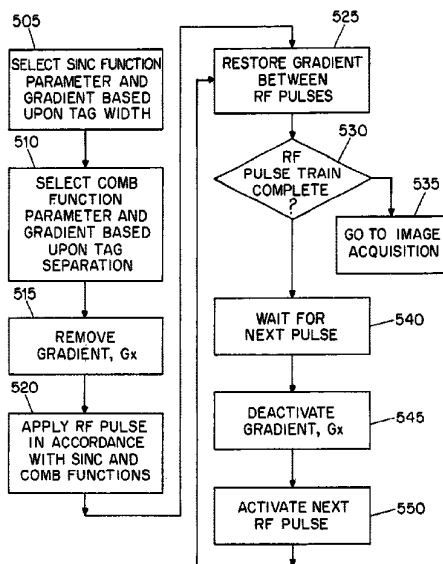 505
SELECT SINC FUNCTION
PARAMETER AND
GRADIENT BASED
UPON TAG WIDTH
510
SELECT COMB
FUNCTION
PARAMETER AND
GRADIENT BASED
UPON TAG
SEPARATION
515
REMOVE
GRADIENT, Gx
520
APPLY RF PULSE
IN ACCORDANCE
WITH SINC AND
COMB FUNCTIONS
525
RESTORE GRADIENT
BETWEEN
RF PULSES
530
RF
PULSE TRAIN
COMPLETE
?
535
GO TO IMAGE
ACQUISITION
540
WAIT FOR
NEXT PULSE
545
DEACTIVATE
GRADIENT, Gx
550
ACTIVATE NEXT
RF PULSE